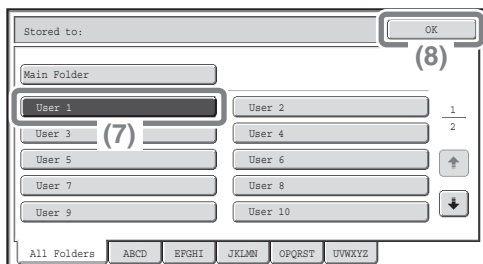 Stored to: OK
(8)
Main Folder
User 1 User 2 1
User 3 (7) User 4 2
User 5 User 6
User 7 User 8
User 9 User 10
All Folders ABCD EFGHI JKLMN OPQRST UVWXYZ